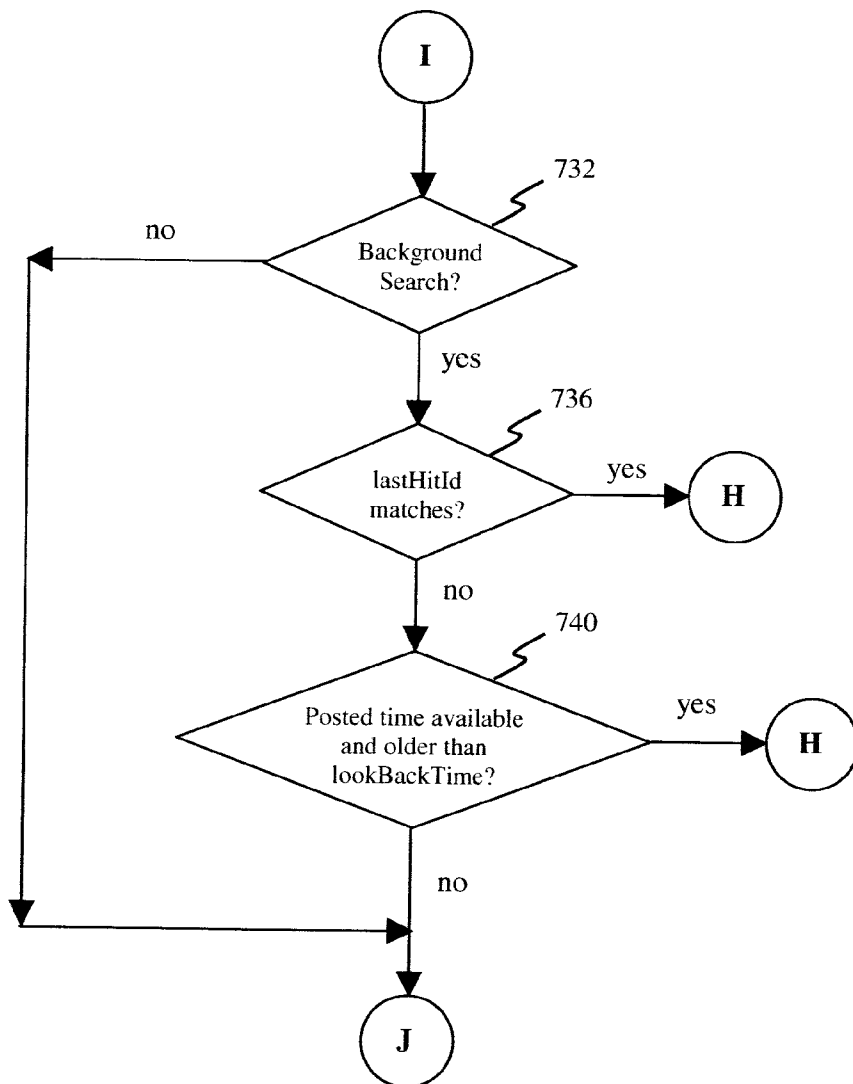 I
732
no
Background
Search?
yes
736
lastHitId
matches?
yes
H
no
740
Posted time available
and older than
lookBackTime?
yes
H
no
J